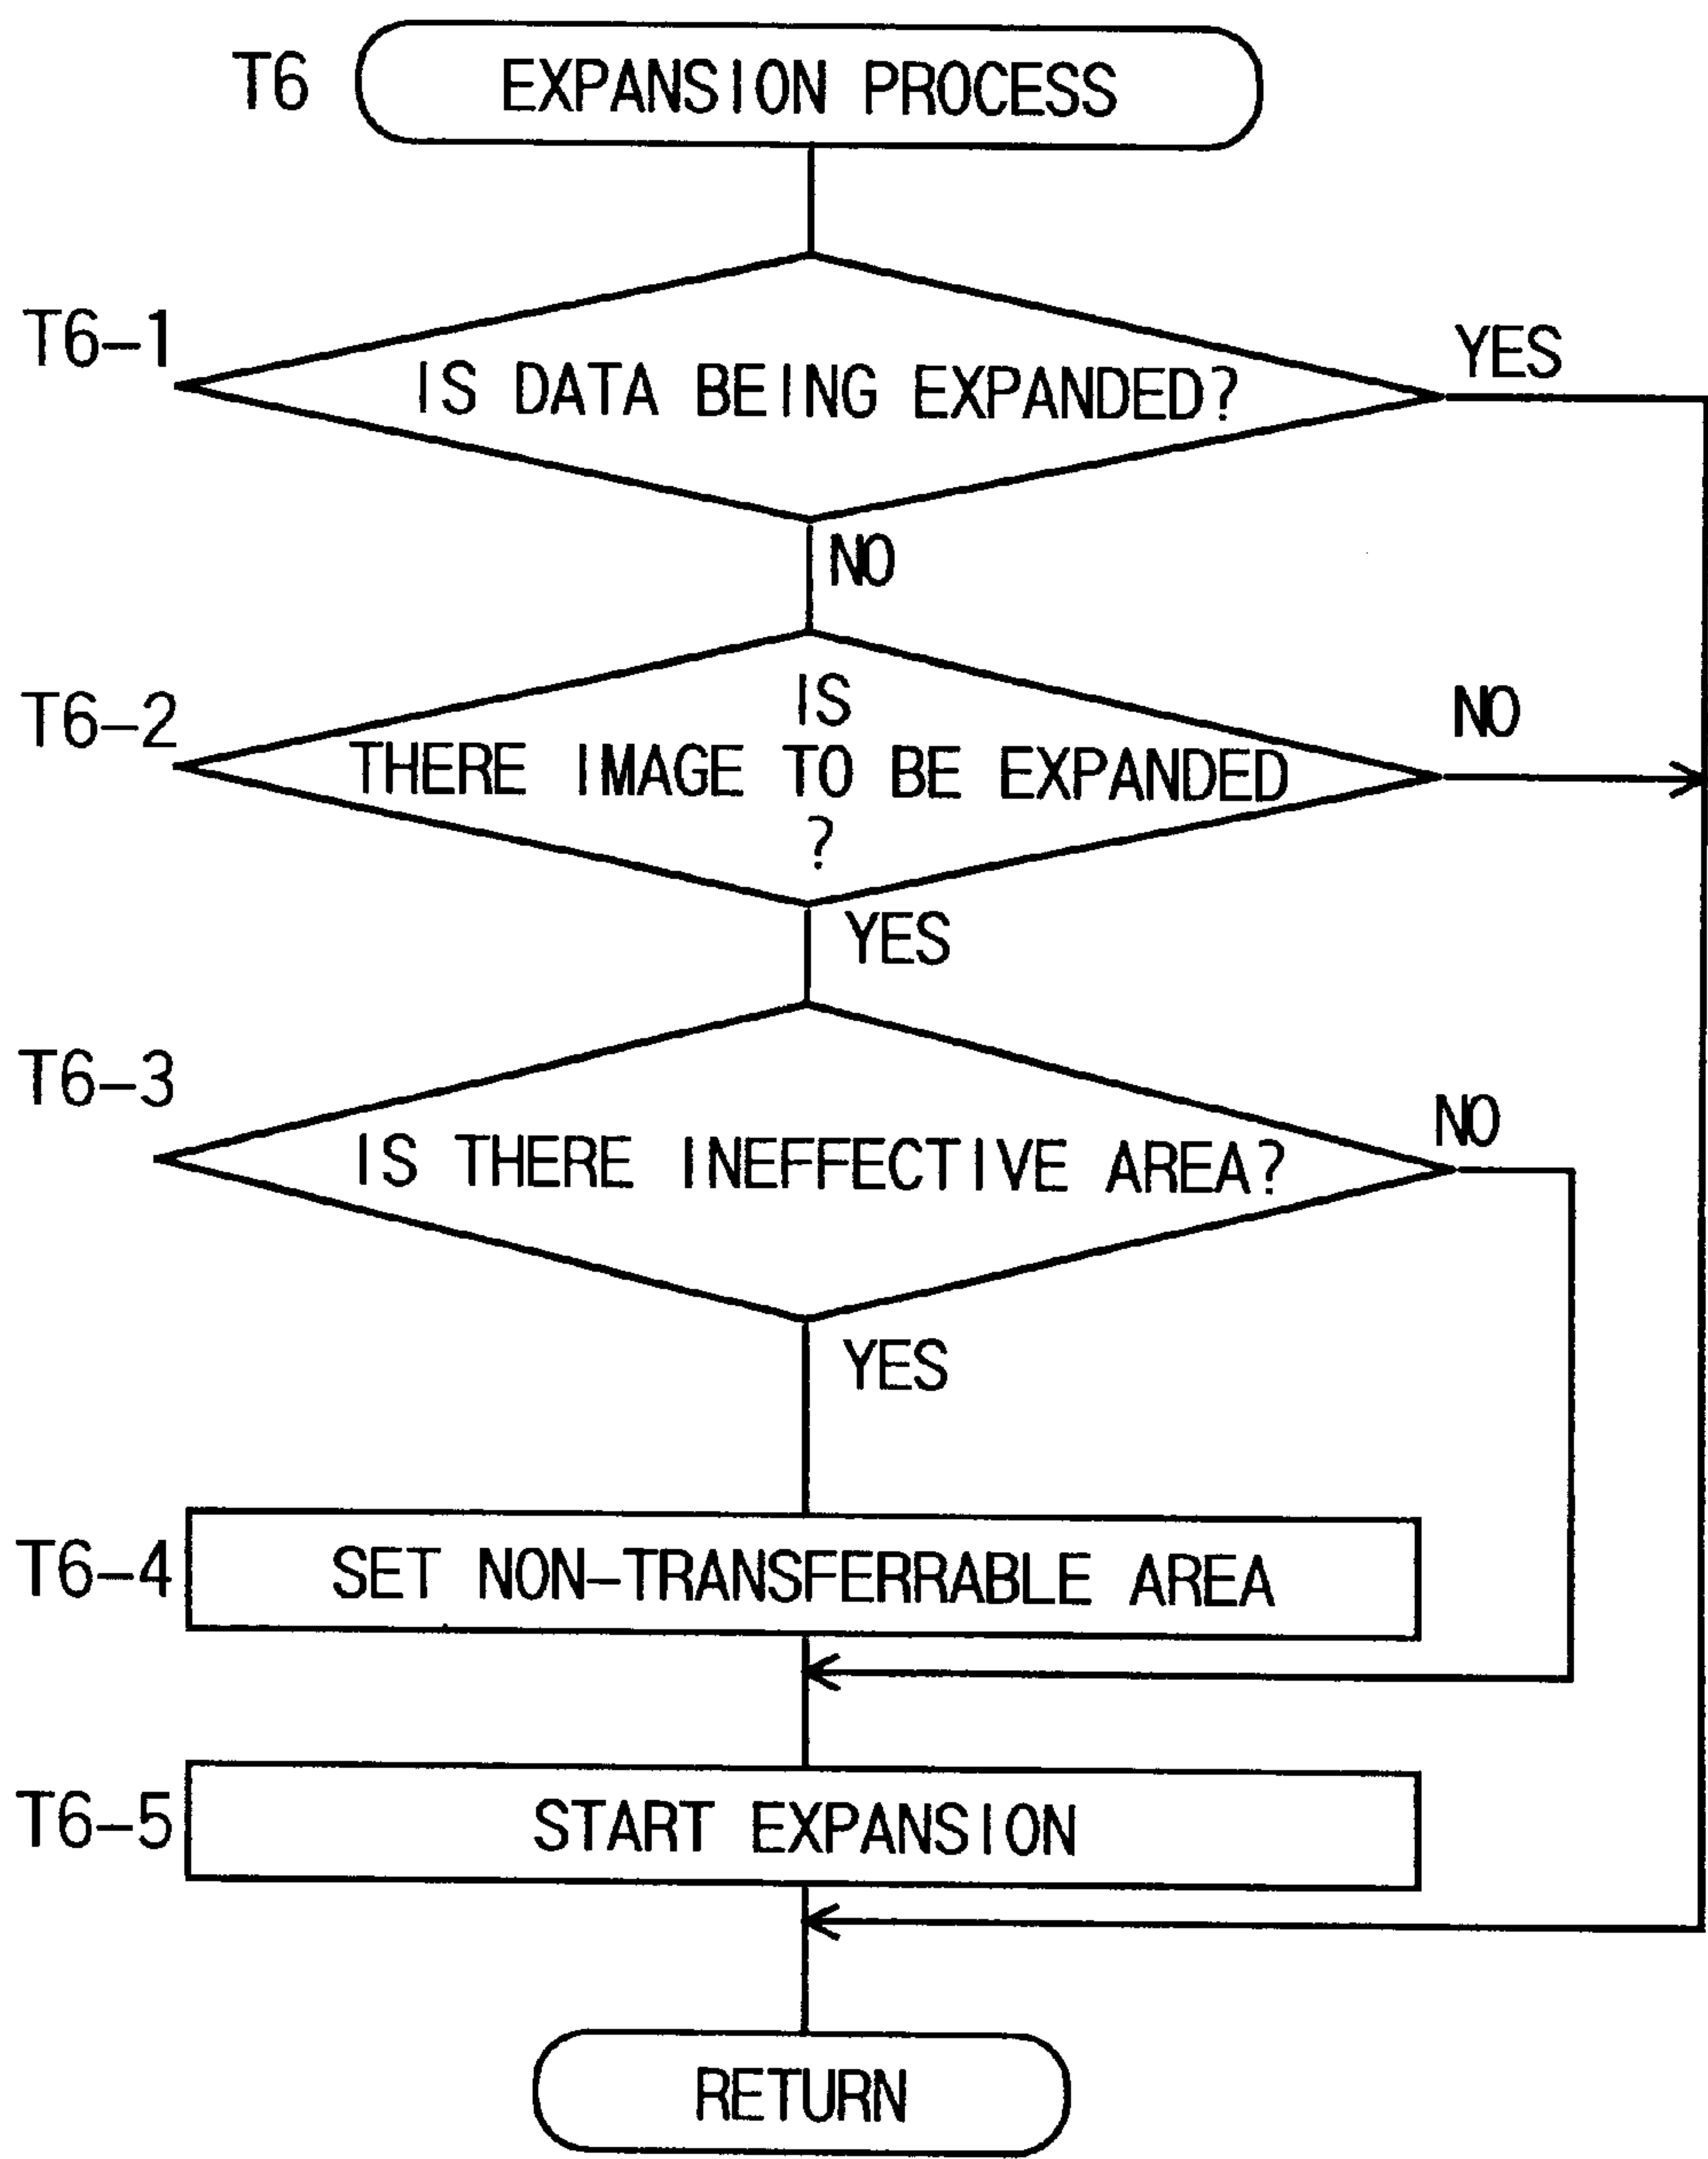 T6 EXPANSION PROCESS
T6-1
IS DATA BEING EXPANDED?
YES
NO
T6-2
IS
THERE IMAGE TO BE EXPANDED
?
NO
YES
T6-3
IS THERE INEFFECTIVE AREA?
NO
YES
T6-4
SET NON-TRANSFERRABLE AREA
T6-5
START EXPANSION
RETURN